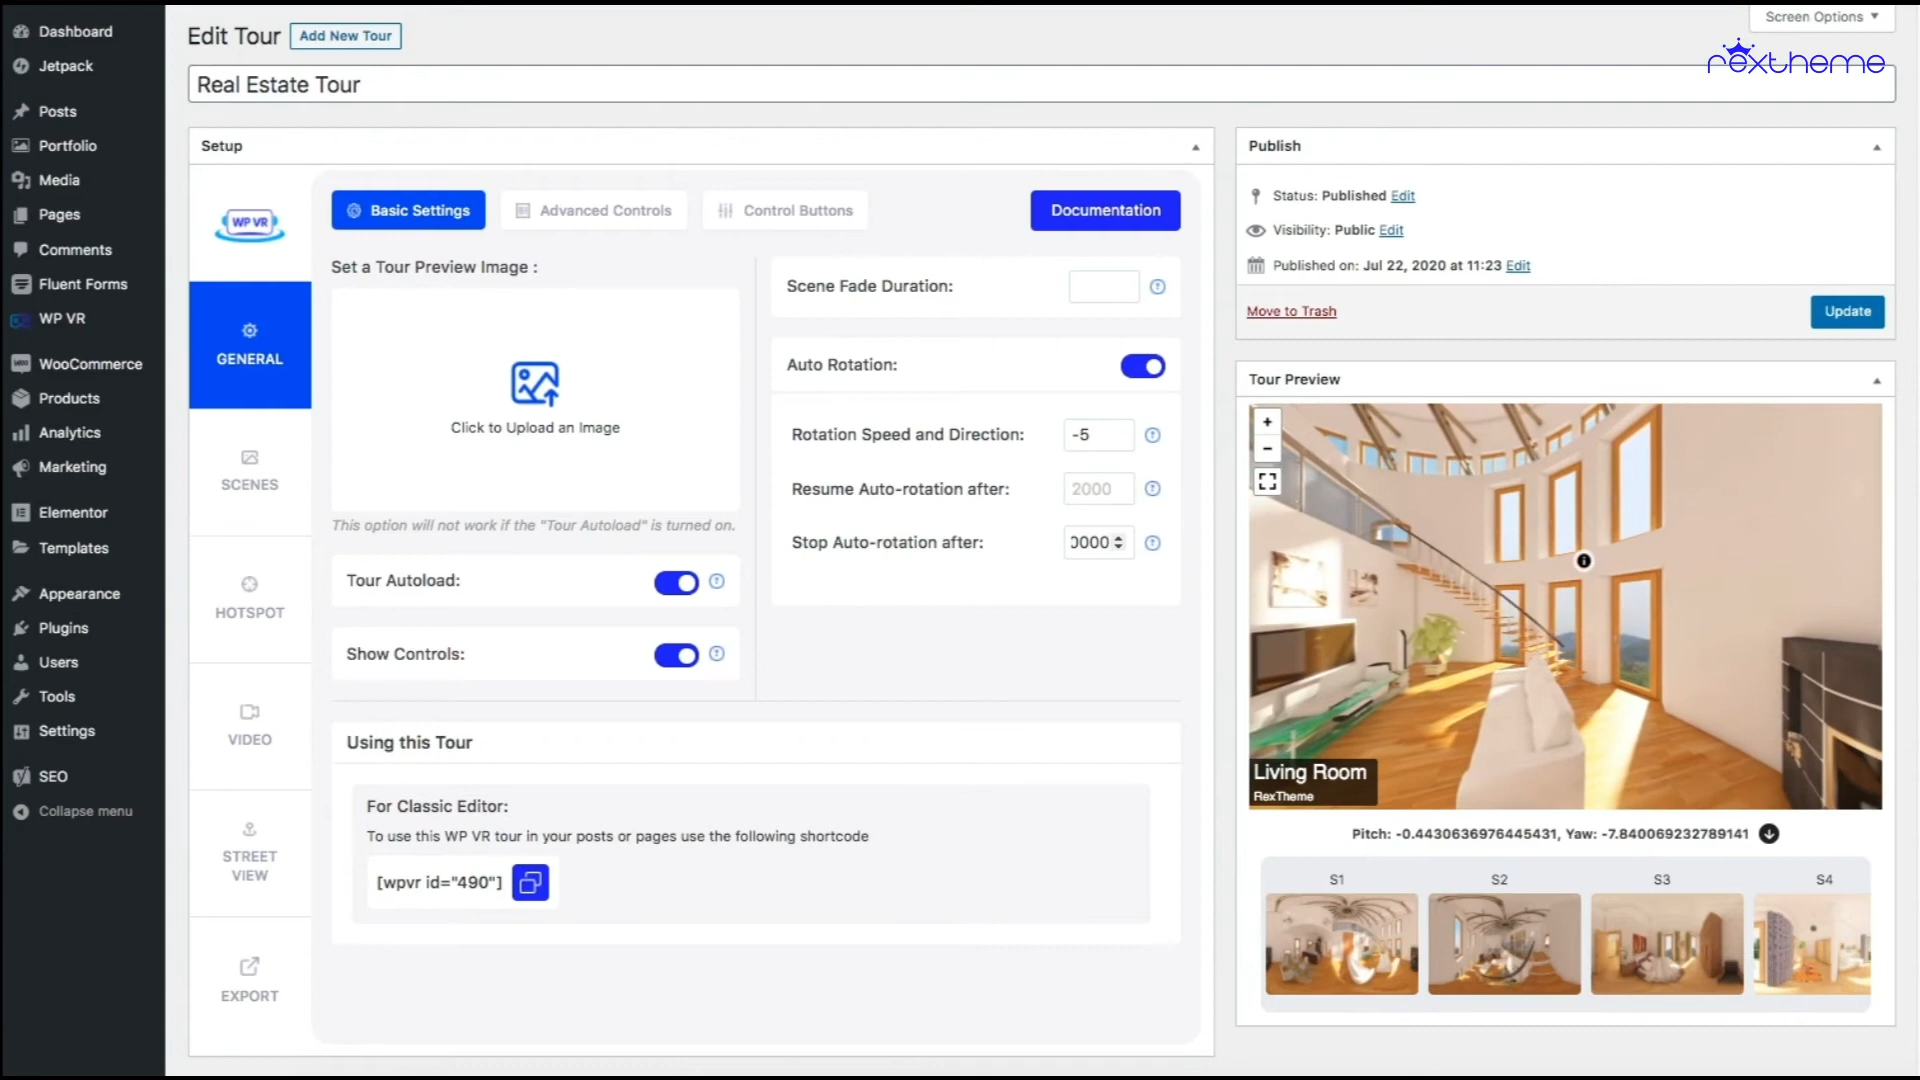 Dashboard
Jetpack
Posts
Portfolio
Media
Pages
Comments
Fluent Forms
WP VR
WooCommerce
Products
Analytics
Marketing
Elementor
Templates
Appearance
Plugins
Users
Tools
Settings
SEO
Collapse menu
Edit Tour
Add New Tour
Screen Options
rextheme
Real Estate Tour
Setup
WP VR
GENERAL
SCENES
HOTSPOT
VIDEO
STREET
VIEW
EXPORT
Basic Settings
Advanced Controls
Control Buttons
Documentation
Set a Tour Preview Image :
Click to Upload an Image
This option will not work if the "Tour Autoload" is turned on.
Tour Autoload:
Show Controls:
Scene Fade Duration:
Auto Rotation:
Rotation Speed and Direction: -5
Resume Auto-rotation after: 2000
Stop Auto-rotation after: 0000
Using this Tour
For Classic Editor:
To use this WP VR tour in your posts or pages use the following shortcode
[wpvr id="490"]
Publish
Status: Published Edit
Visibility: Public Edit
Published on: Jul 22, 2020 at 11:23 Edit
Move to Trash
Update
Tour Preview
+
−
Living Room
RexTheme
Pitch: -0.4430636976445431, Yaw: -7.840069232789141
S1 S2 S3 S4